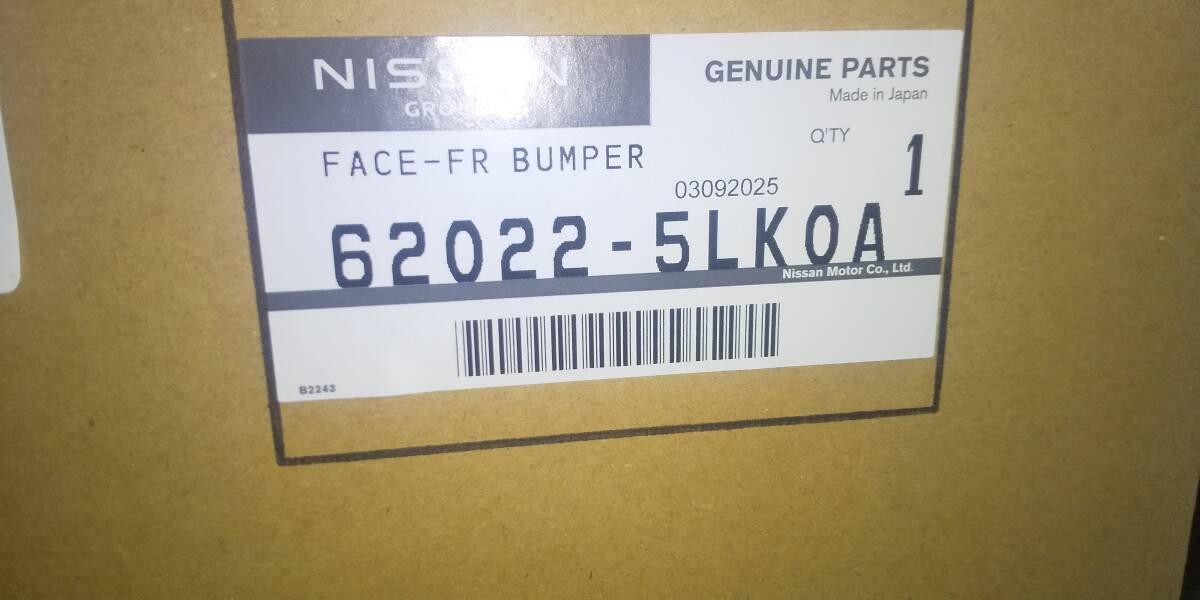 NISSAN
GENUINE PARTS
Made in Japan
Q'TY
1
FACE-FR BUMPER
03092025
62022-5LK0A
Nissan Motor Co., Ltd.
B2243